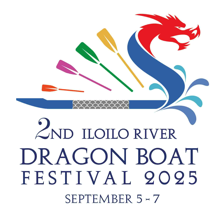 2ND ILOILO RIVER
DRAGON BOAT
FESTIVAL 2025
SEPTEMBER 5-7